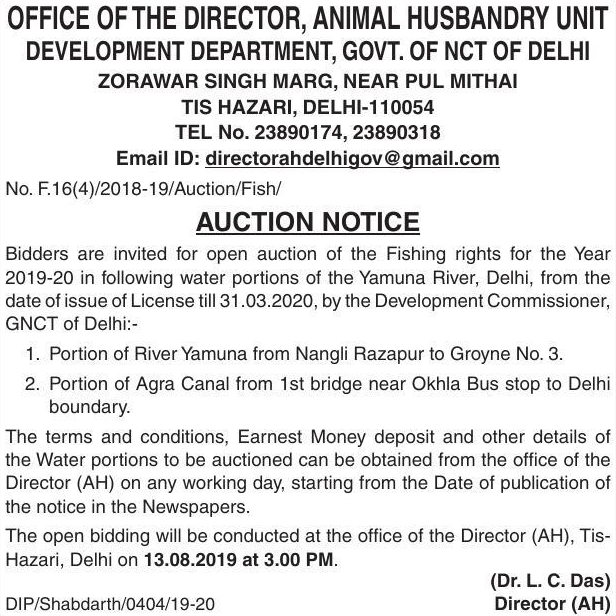 OFFICE OF THE DIRECTOR, ANIMAL HUSBANDRY UNIT
DEVELOPMENT DEPARTMENT, GOVT. OF NCT OF DELHI
ZORAWAR SINGH MARG, NEAR PUL MITHAI
TIS HAZARI, DELHI-110054
TEL No. 23890174, 23890318
Email ID: directorahdelhigov@gmail.com
No. F.16(4)/2018-19/Auction/Fish/
AUCTION NOTICE
Bidders are invited for open auction of the Fishing rights for the Year
2019-20 in following water portions of the Yamuna River, Delhi, from the
date of issue of License till 31.03.2020, by the Development Commissioner,
GNCT of Delhi:-
1. Portion of River Yamuna from Nangli Razapur to Groyne No. 3.
2. Portion of Agra Canal from 1st bridge near Okhla Bus stop to Delhi
boundary.
The terms and conditions, Earnest Money deposit and other details of
the Water portions to be auctioned can be obtained from the office of the
Director (AH) on any working day, starting from the Date of publication of
the notice in the Newspapers.
The open bidding will be conducted at the office of the Director (AH), Tis-
Hazari, Delhi on 13.08.2019 at 3.00 PM.
(Dr. L. C. Das)
DIP/Shabdarth/0404/19-20 Director (AH)